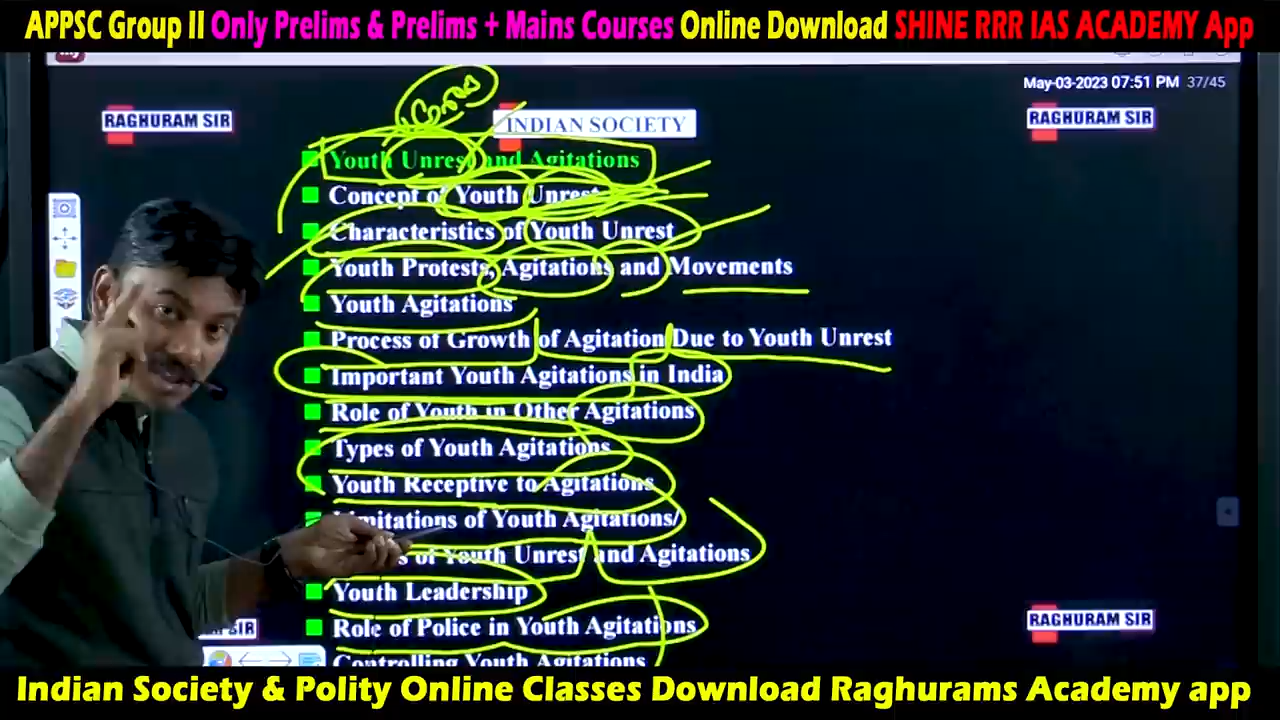 APPSC Group II Only Prelims & Prelims + Mains Courses Online Download SHINE RRR IAS ACADEMY App
May-03-2023 07:51 PM 37/45
RAGHURAM SIR
INDIAN SOCIETY
RAGHURAM SIR
Youth Unrest and Agitations
Concept of Youth Unrest
Characteristics of Youth Unrest
Youth Protests, Agitations and Movements
Youth Agitations
Process of Growth of Agitation Due to Youth Unrest
Important Youth Agitations in India
Role of Youth in Other Agitations
Types of Youth Agitations
Youth Receptive to Agitations
Limitations of Youth Agitations/
of Youth Unrest and Agitations
Youth Leadership
Role of Police in Youth Agitations
SIR
RAGHURAM SIR
Controlling Youth Agitations
Indian Society & Polity Online Classes Download Raghurams Academy app